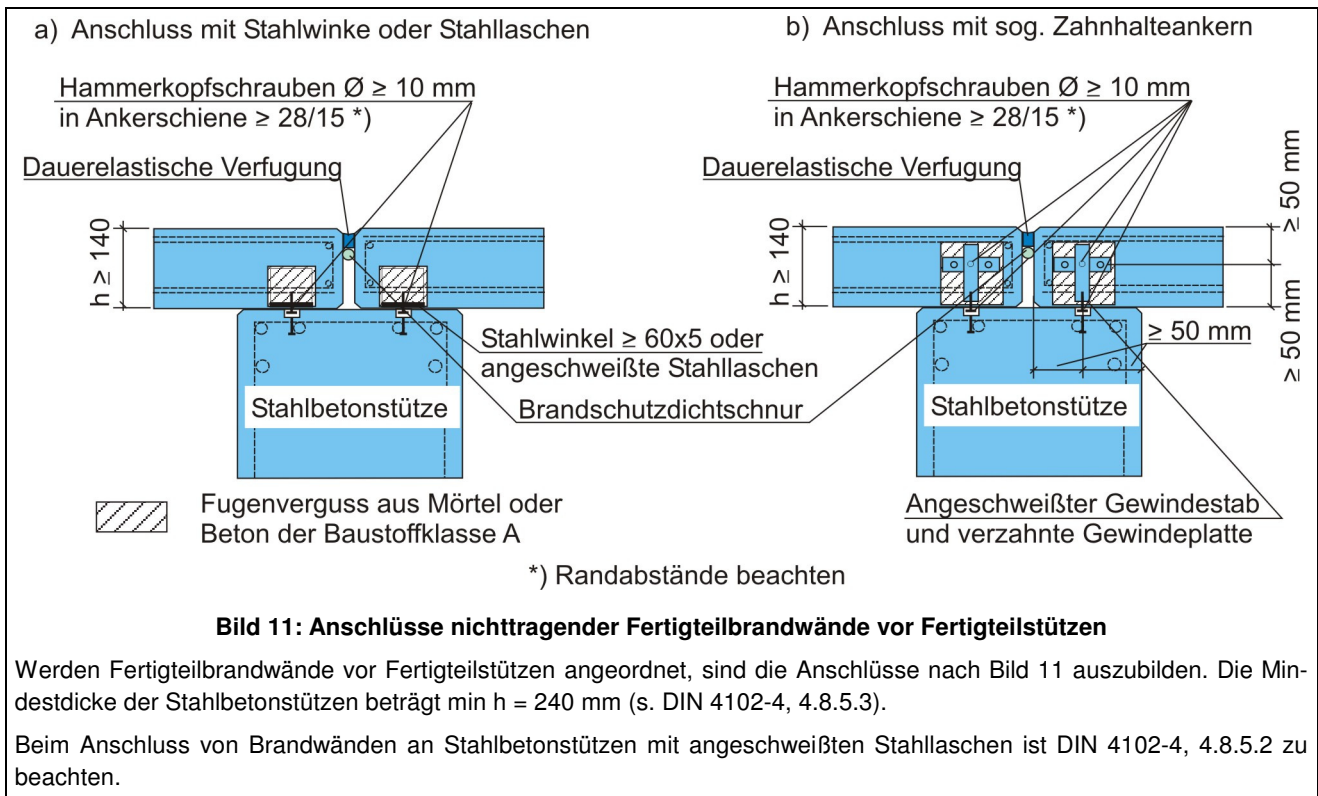 a) Anschluss mit Stahlwinke oder Stahllaschen
Hammerkopfschrauben Ø ≥ 10 mm
in Ankerschiene ≥ 28/15 *)
Dauerelastische Verfugung
h ≥ 140
Stahlwinkel ≥ 60x5 oder
angeschweißte Stahllaschen
Brandschutzdichtschnur
Stahlbetonstütze
Fugenverguss aus Mörtel oder
Beton der Baustoffklasse A
b) Anschluss mit sog. Zahnhalteankern
Hammerkopfschrauben Ø ≥ 10 mm
in Ankerschiene ≥ 28/15 *)
Dauerelastische Verfugung
h ≥ 140
≥ 50 mm
≥ 50 mm
≥ 50 mm
Stahlbetonstütze
Angeschweißter Gewindestab
und verzahnte Gewindeplatte
*) Randabstände beachten
Bild 11: Anschlüsse nichttragender Fertigteilbrandwände vor Fertigteilstützen
Werden Fertigteilbrandwände vor Fertigteilstützen angeordnet, sind die Anschlüsse nach Bild 11 auszubilden. Die Min-
destdicke der Stahlbetonstützen beträgt min h = 240 mm (s. DIN 4102-4, 4.8.5.3).
Beim Anschluss von Brandwänden an Stahlbetonstützen mit angeschweißten Stahllaschen ist DIN 4102-4, 4.8.5.2 zu
beachten.